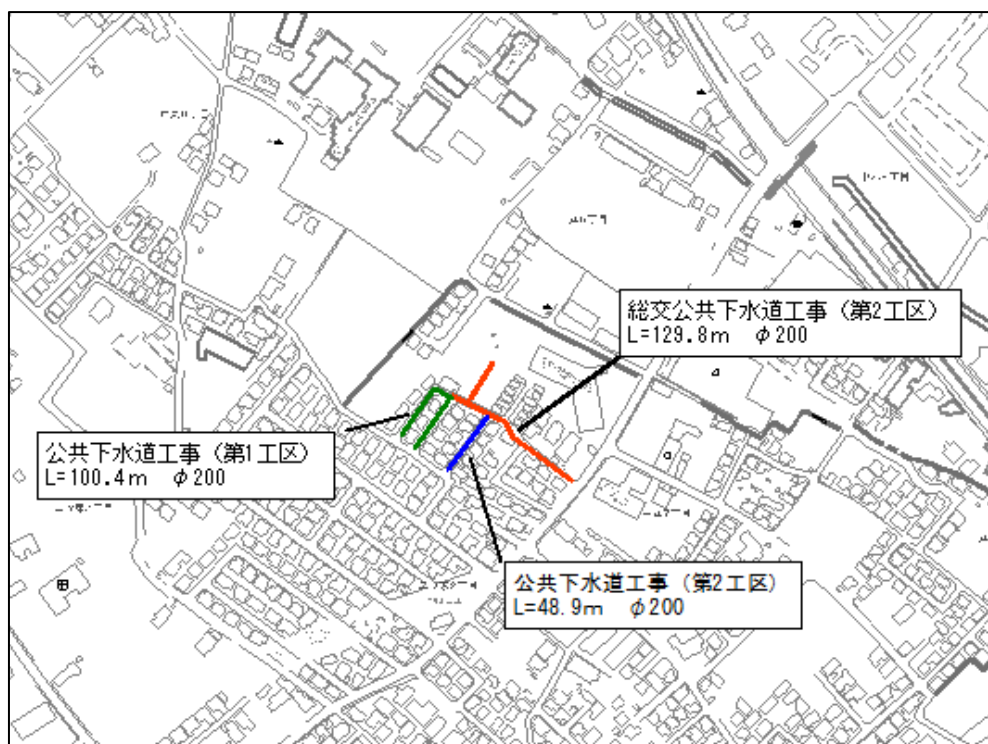 総交公共下水道工事（第2工区）
L=129.8m φ200
公共下水道工事（第1工区）
L=100.4m φ200
公共下水道工事（第2工区）
L=48.9m φ200